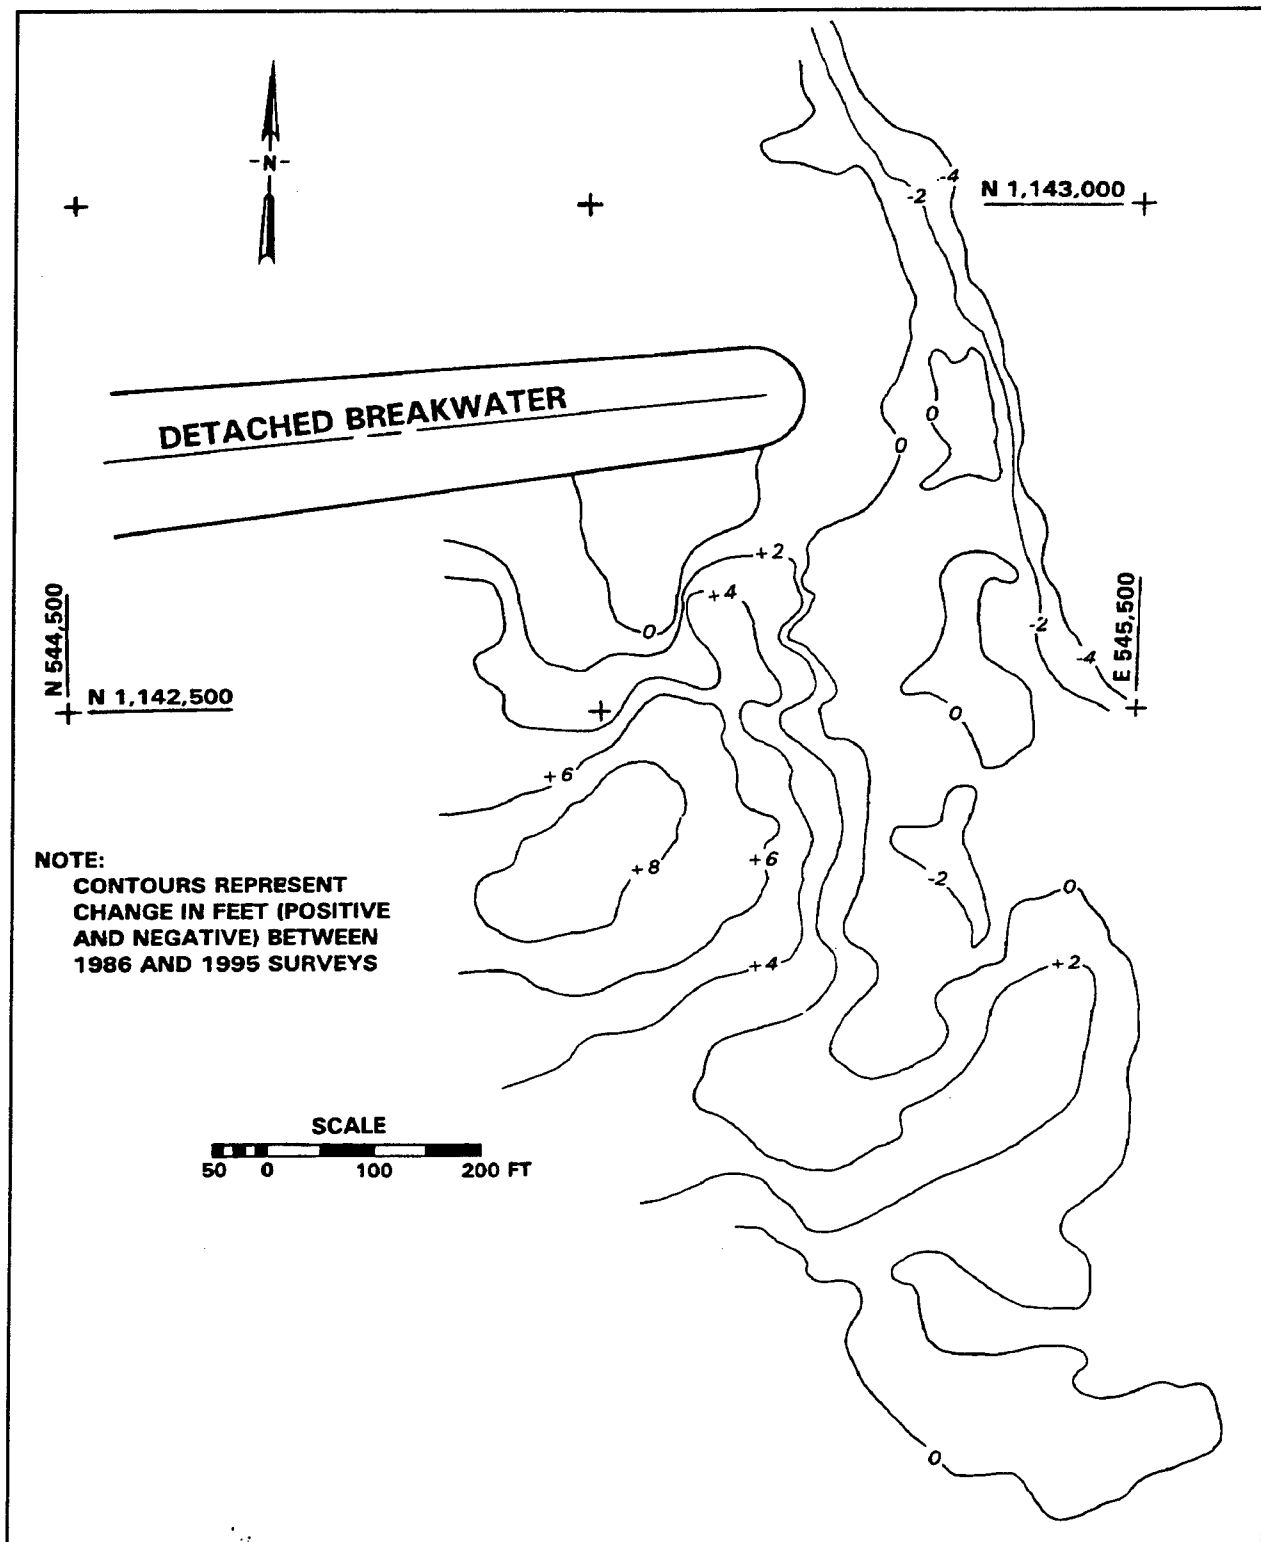 -N-
-4
-2
N 1,143,000
DETACHED BREAKWATER
0
0
+2
+4
0
N 544,500
N 1,142,500
-2
-4
E 545,500
0
+6
+8
+6
-2
0
NOTE:
CONTOURS REPRESENT
CHANGE IN FEET (POSITIVE
AND NEGATIVE) BETWEEN
1986 AND 1995 SURVEYS
+4
+2
SCALE
50 0 100 200 FT
0